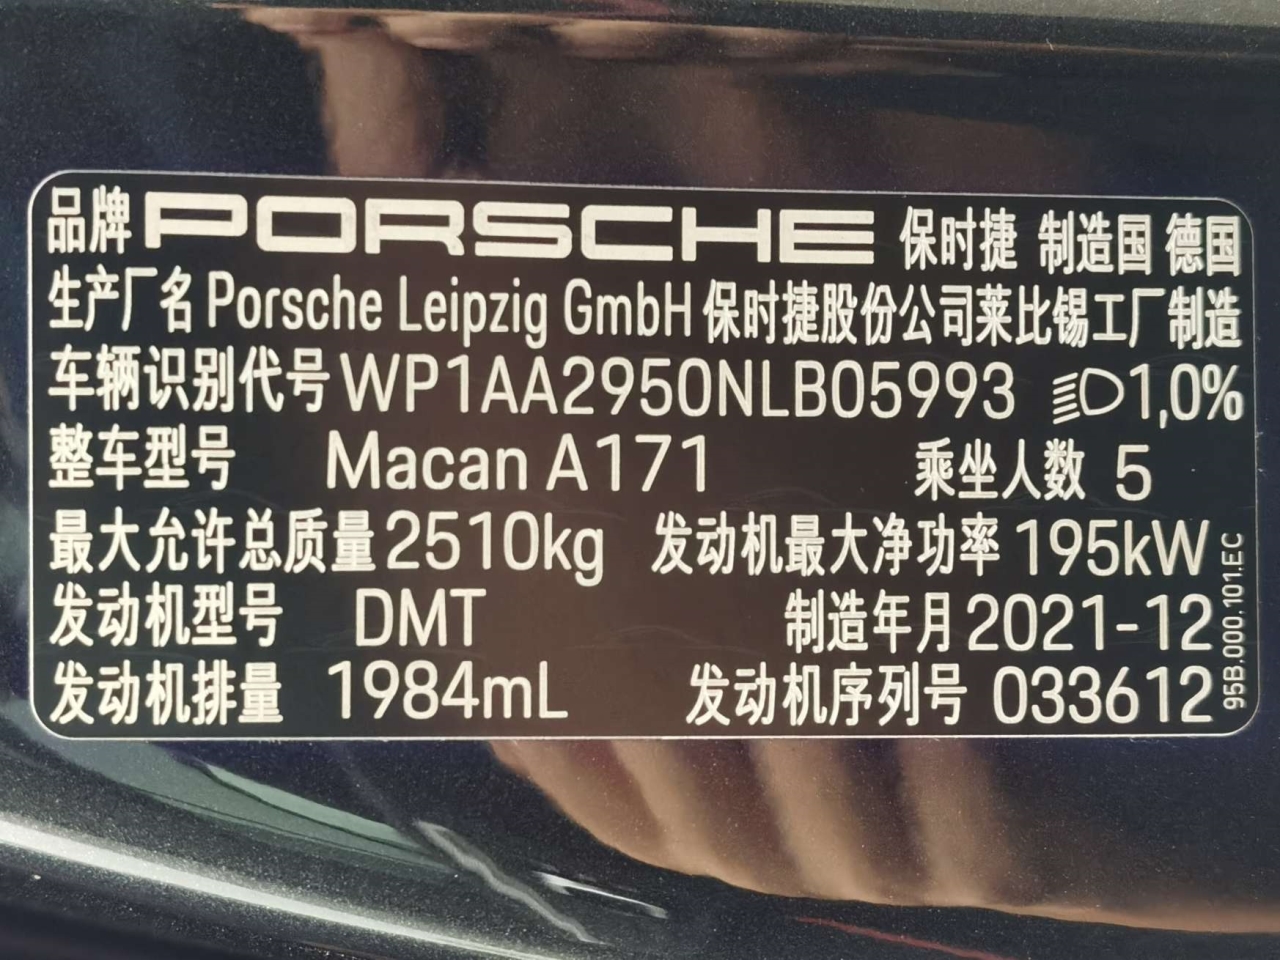 品牌 PORSCHE 保时捷 制造国 德国
生产厂名 Porsche Leipzig GmbH 保时捷股份公司莱比锡工厂制造
车辆识别代号 WP1AA2950NLB05993 1,0%
整车型号 Macan A171 乘坐人数 5
最大允许总质量 2510kg 发动机最大净功率 195kW
发动机型号 DMT 制造年月 2021-12
发动机排量 1984mL 发动机序列号 033612
95B.000.101.EC